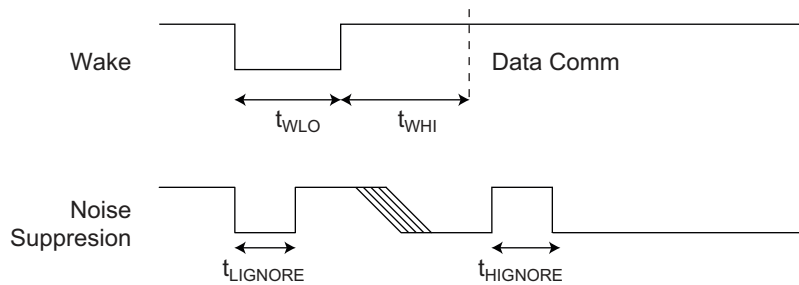 Wake
Data Comm
tWLO
tWHI
Noise
Suppresion
tLIGNORE
tHIGNORE